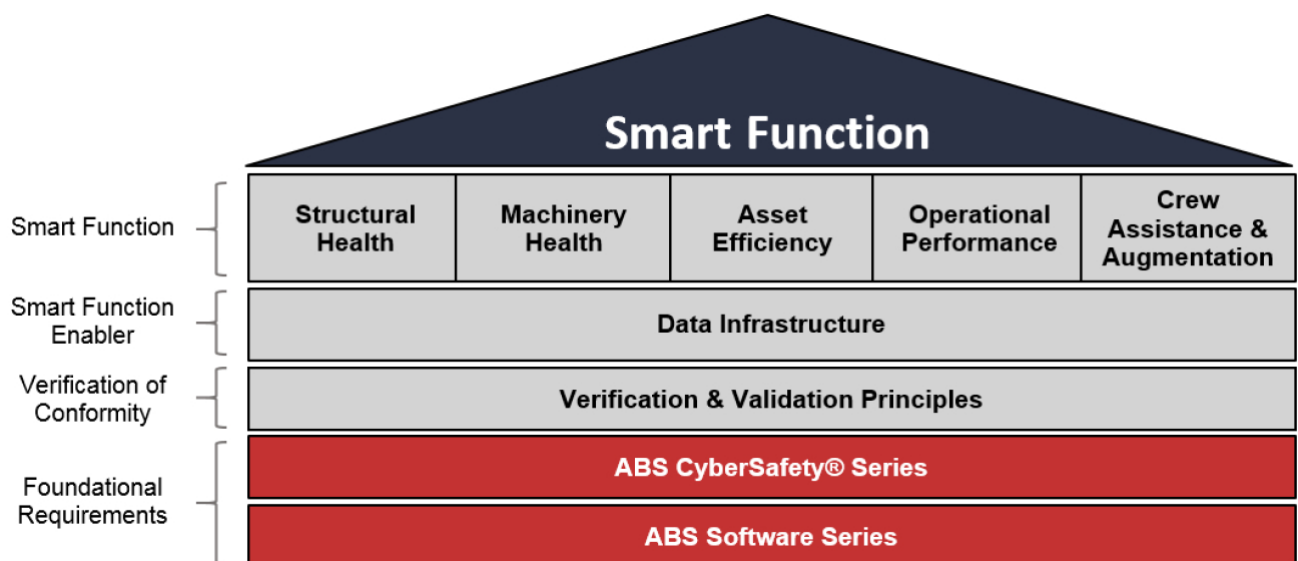 Smart Function
Smart Function
Structural
Health
Machinery
Health
Asset
Efficiency
Operational
Performance
Crew
Assistance &
Augmentation
Smart Function
Enabler
Data Infrastructure
Verification of
Conformity
Verification & Validation Principles
Foundational
Requirements
ABS CyberSafety® Series
ABS Software Series